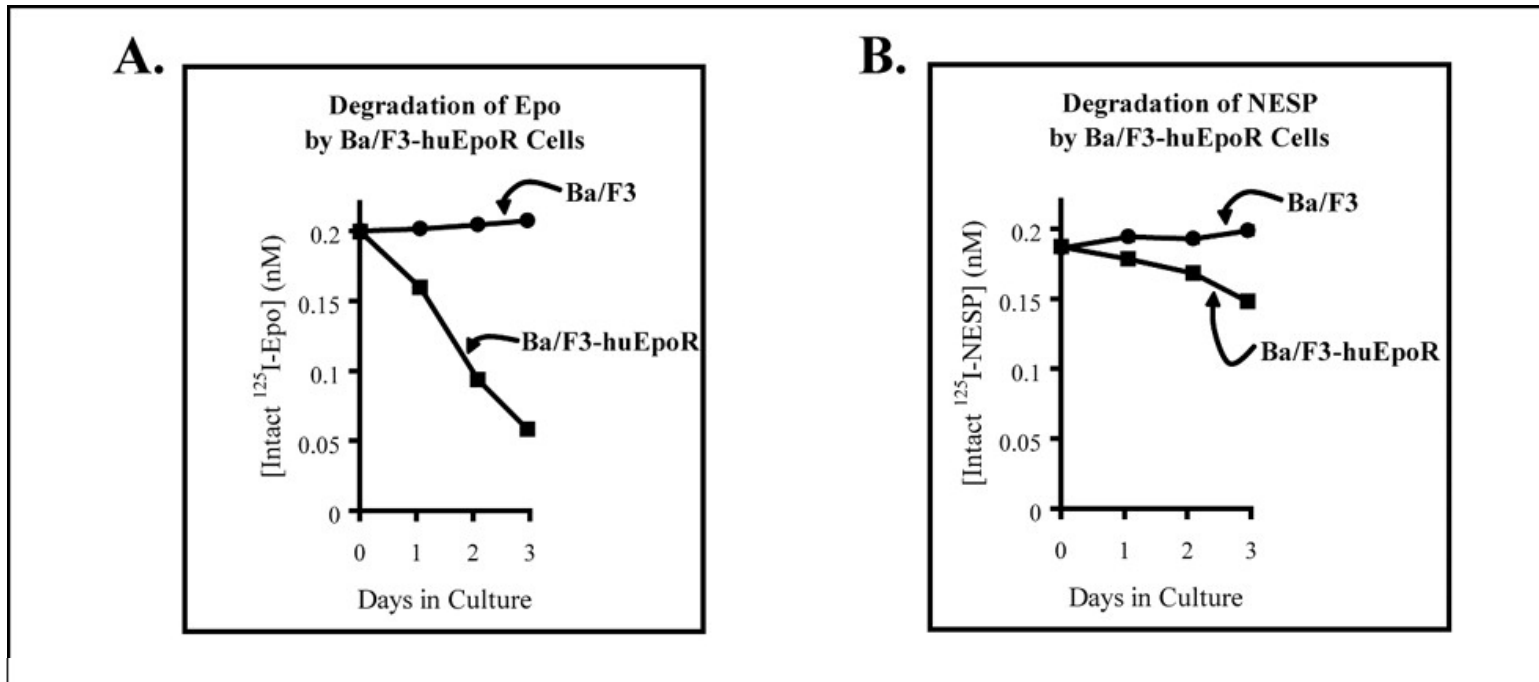 A.
Degradation of Epo
by Ba/F3-huEpoR Cells
Ba/F3
Ba/F3-huEpoR
[Intact ¹²⁵I-Epo] (nM)
0.2
0.15
0.1
0.05
0
0 1 2 3
Days in Culture
B.
Degradation of NESP
by Ba/F3-huEpoR Cells
Ba/F3
Ba/F3-huEpoR
[Intact ¹²⁵I-NESP] (nM)
0.2
0.15
0.1
0.05
0
0 1 2 3
Days in Culture